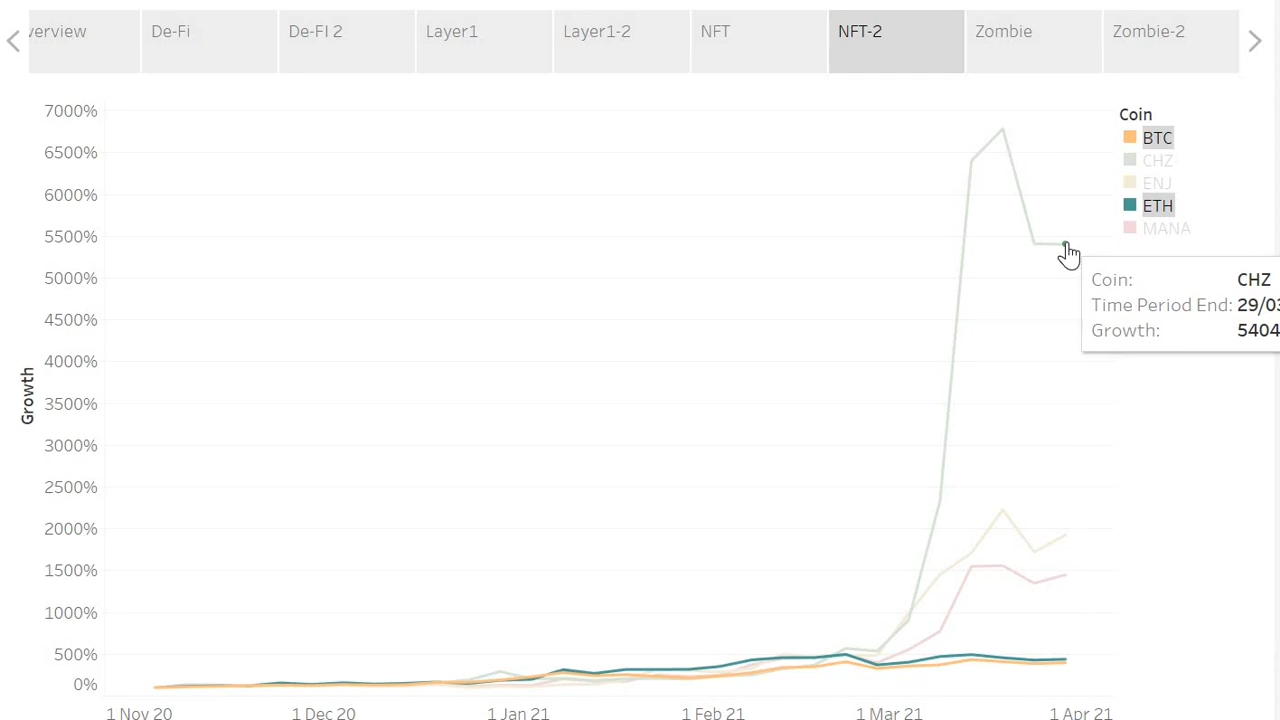 verview De-Fi De-FI 2 Layer1 Layer1-2 NFT NFT-2 Zombie Zombie-2
7000%
6500%
6000%
5500%
5000%
4500%
4000%
3500%
3000%
2500%
2000%
1500%
1000%
500%
0%
Growth
1 Nov 20 1 Dec 20 1 Jan 21 1 Feb 21 1 Mar 21 1 Apr 21
Coin
BTC
CHZ
ENJ
ETH
MANA
Coin: CHZ
Time Period End: 29/03
Growth: 5404